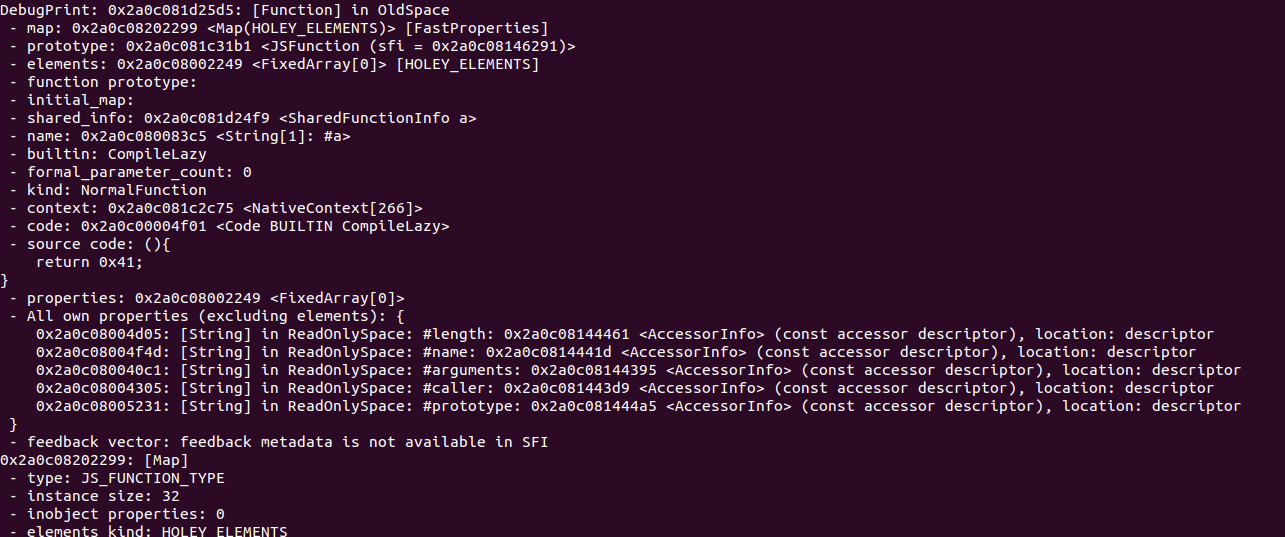 DebugPrint: 0x2a0c081d25d5: [Function] in OldSpace
 - map: 0x2a0c08202299 <Map(HOLEY_ELEMENTS)> [FastProperties]
 - prototype: 0x2a0c081c31b1 <JSFunction (sfi = 0x2a0c08146291)>
 - elements: 0x2a0c08002249 <FixedArray[0]> [HOLEY_ELEMENTS]
 - function prototype:
 - initial_map:
 - shared_info: 0x2a0c081d24f9 <SharedFunctionInfo a>
 - name: 0x2a0c080083c5 <String[1]: #a>
 - builtin: CompileLazy
 - formal_parameter_count: 0
 - kind: NormalFunction
 - context: 0x2a0c081c2c75 <NativeContext[266]>
 - code: 0x2a0c00004f01 <Code BUILTIN CompileLazy>
 - source code: (){
    return 0x41;
}
 - properties: 0x2a0c08002249 <FixedArray[0]>
 - All own properties (excluding elements): {
    0x2a0c08004d05: [String] in ReadOnlySpace: #length: 0x2a0c08144461 <AccessorInfo> (const accessor descriptor), location: descriptor
    0x2a0c08004f4d: [String] in ReadOnlySpace: #name: 0x2a0c0814441d <AccessorInfo> (const accessor descriptor), location: descriptor
    0x2a0c080040c1: [String] in ReadOnlySpace: #arguments: 0x2a0c08144395 <AccessorInfo> (const accessor descriptor), location: descriptor
    0x2a0c08004305: [String] in ReadOnlySpace: #caller: 0x2a0c081443d9 <AccessorInfo> (const accessor descriptor), location: descriptor
    0x2a0c08005231: [String] in ReadOnlySpace: #prototype: 0x2a0c081444a5 <AccessorInfo> (const accessor descriptor), location: descriptor
 }
 - feedback vector: feedback metadata is not available in SFI
0x2a0c08202299: [Map]
 - type: JS_FUNCTION_TYPE
 - instance size: 32
 - inobject properties: 0
 - elements kind: HOLEY_ELEMENTS